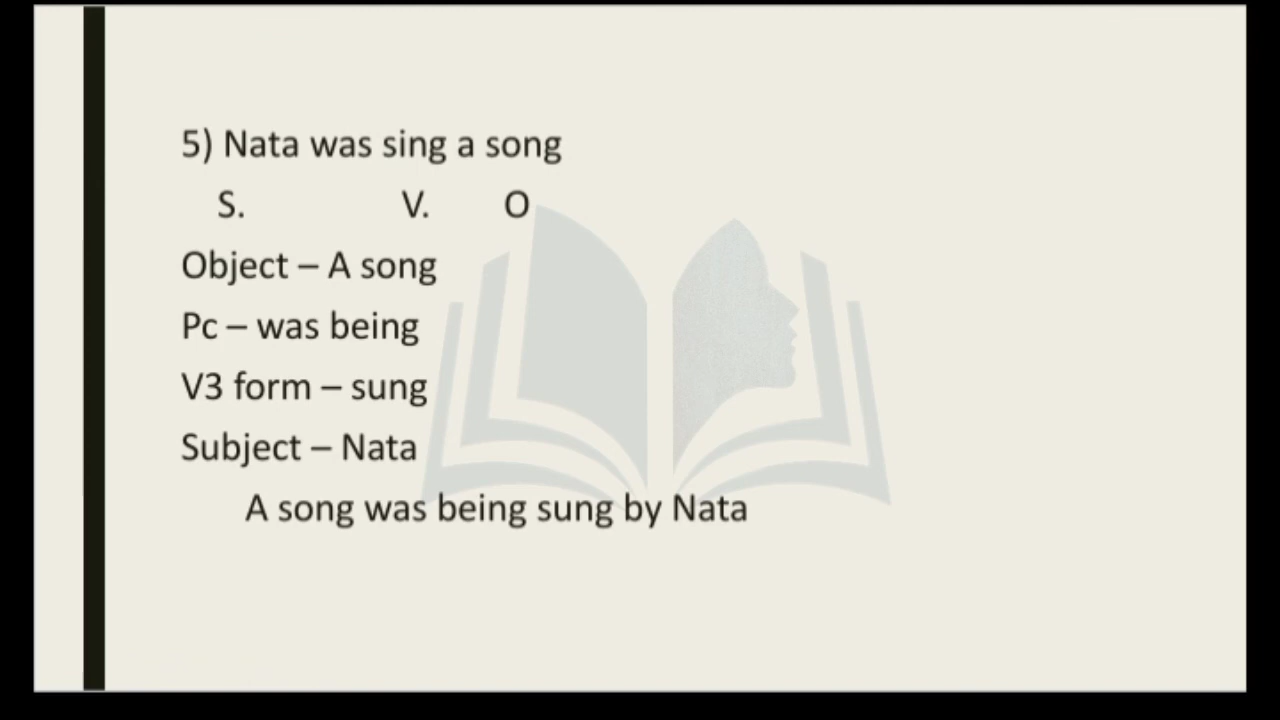 5) Nata was sing a song
S. V. O
Object – A song
Pc – was being
V3 form – sung
Subject – Nata
A song was being sung by Nata